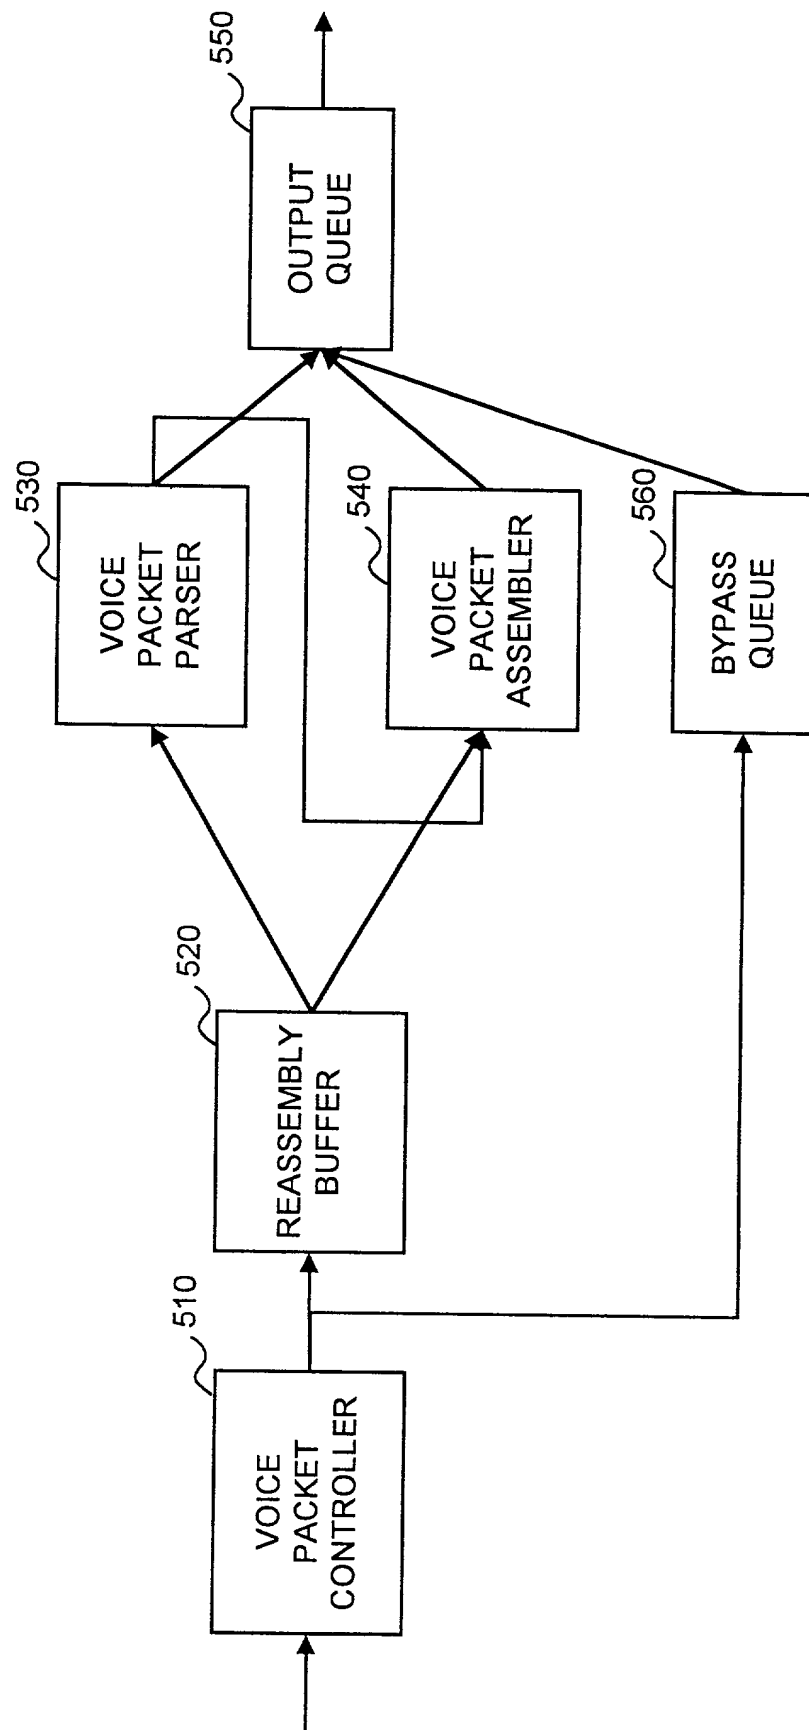 510
VOICE
PACKET
CONTROLLER
520
REASSEMBLY
BUFFER
530
VOICE
PACKET
PARSER
540
VOICE
PACKET
ASSEMBLER
560
BYPASS
QUEUE
550
OUTPUT
QUEUE